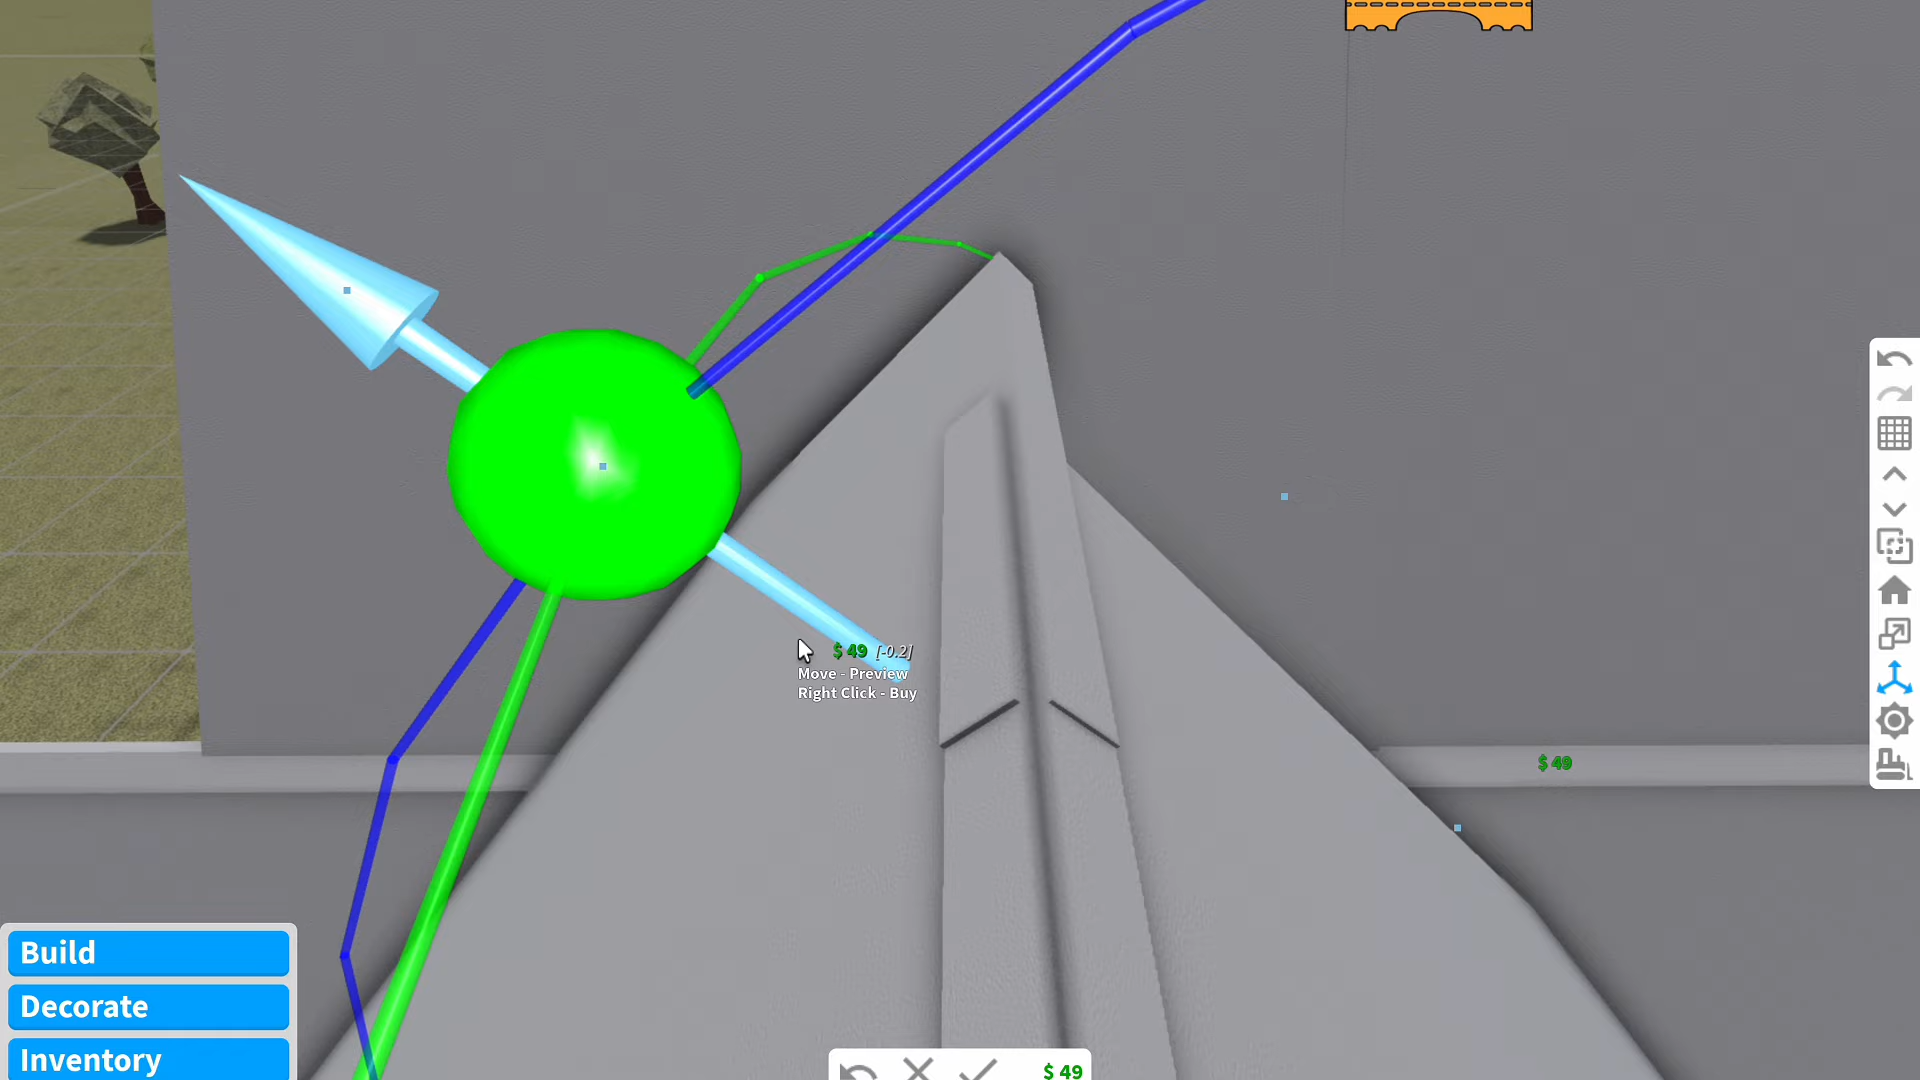 $ 49 [-0.2]
Move - Preview
Right Click - Buy
$ 49
Build
Decorate
Inventory
$ 49